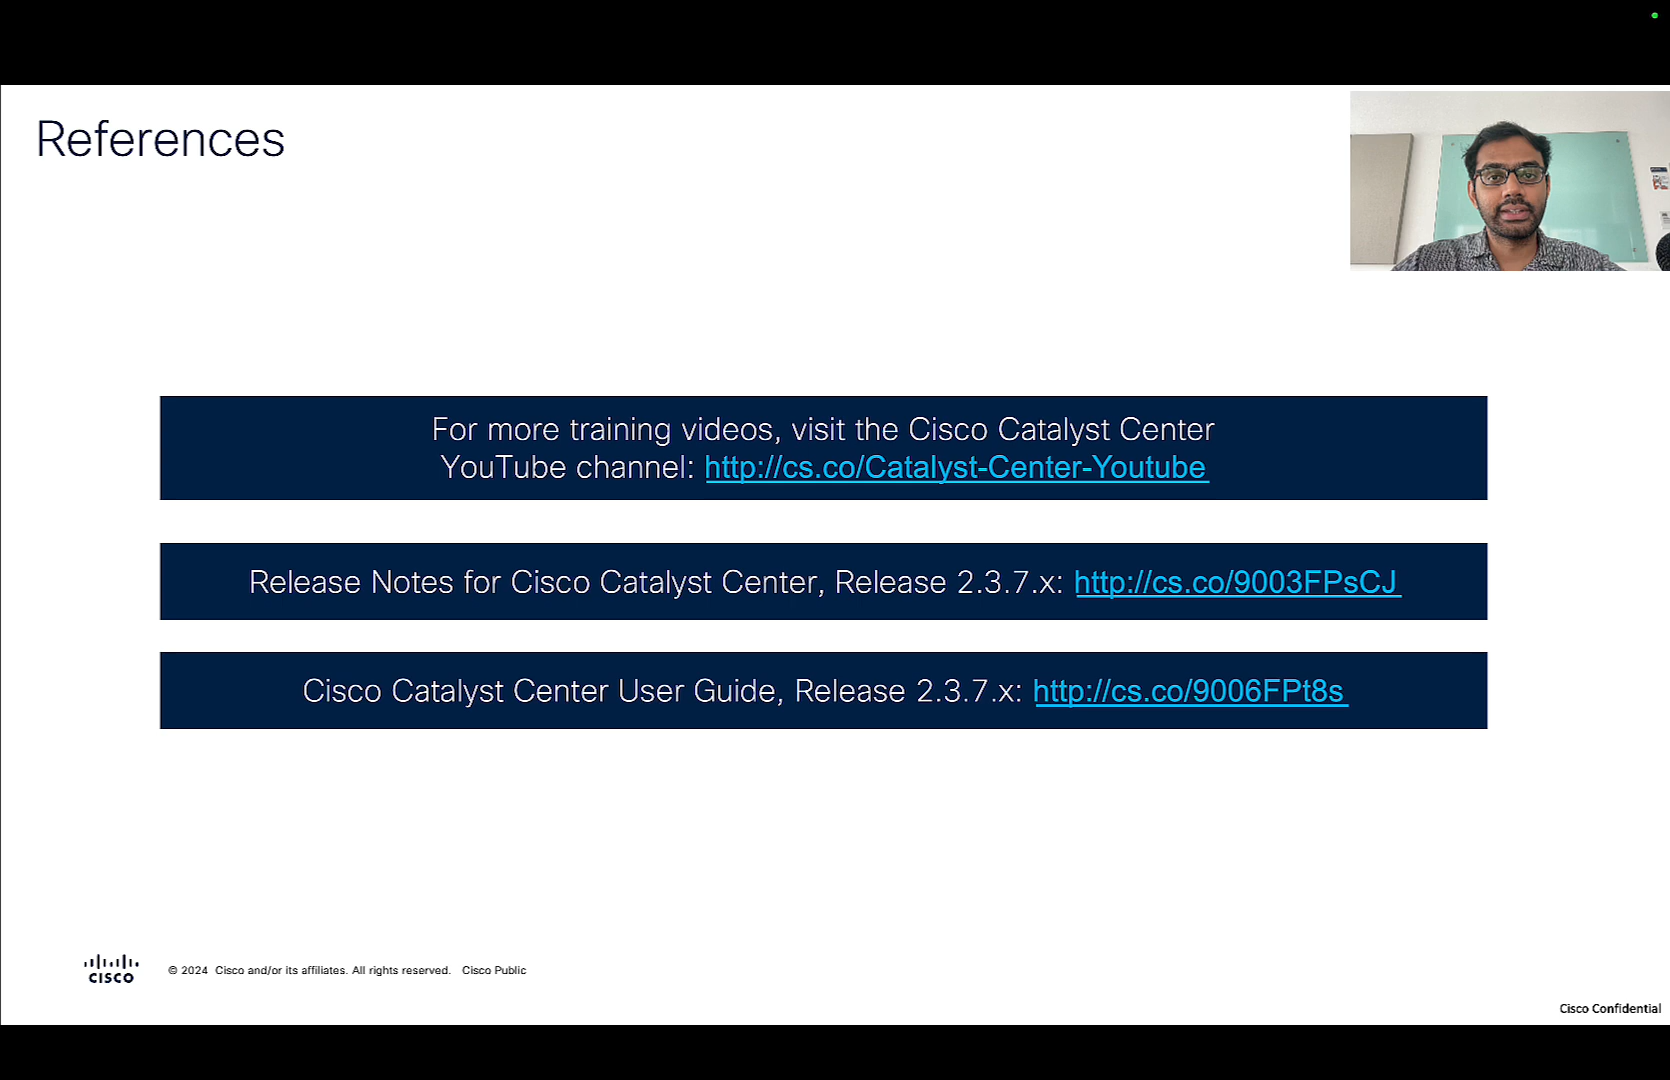 References
For more training videos, visit the Cisco Catalyst Center
YouTube channel: http://cs.co/Catalyst-Center-Youtube
Release Notes for Cisco Catalyst Center, Release 2.3.7.x: http://cs.co/9003FPsCJ
Cisco Catalyst Center User Guide, Release 2.3.7.x: http://cs.co/9006FPt8s
CISCO
© 2024 Cisco and/or its affiliates. All rights reserved. Cisco Public
Cisco Confidential